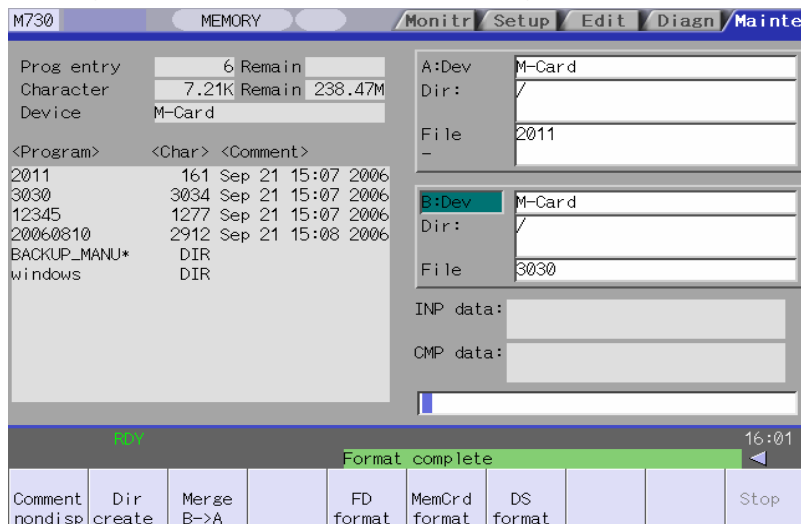 M730 MEMORY Monitr Setup Edit Diagn Mainte
Prog entry 6 Remain
Character 7.21K Remain 238.47M
Device M-Card
<Program> <Char> <Comment>
2011 161 Sep 21 15:07 2006
3030 3034 Sep 21 15:07 2006
12345 1277 Sep 21 15:07 2006
20060810 2912 Sep 21 15:08 2006
BACKUP_MANU* DIR
windows DIR
A:Dev M-Card
Dir: /
File 2011
–
B:Dev M-Card
Dir: /
File 3030
INP data:
CMP data:
RDY 16:01
Format complete
Comment nondisp
Dir create
Merge B->A
FD format
MemCrd format
DS format
Stop